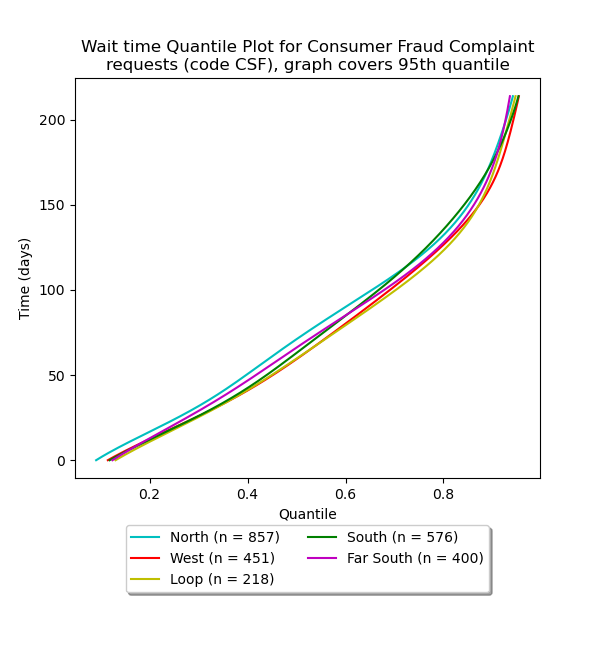 Wait time Quantile Plot for Consumer Fraud Complaint
requests (code CSF), graph covers 95th quantile
Time (days)
200
150
100
50
0
0.2 0.4 0.6 0.8
Quantile
North (n = 857) South (n = 576)
West (n = 451) Far South (n = 400)
Loop (n = 218)